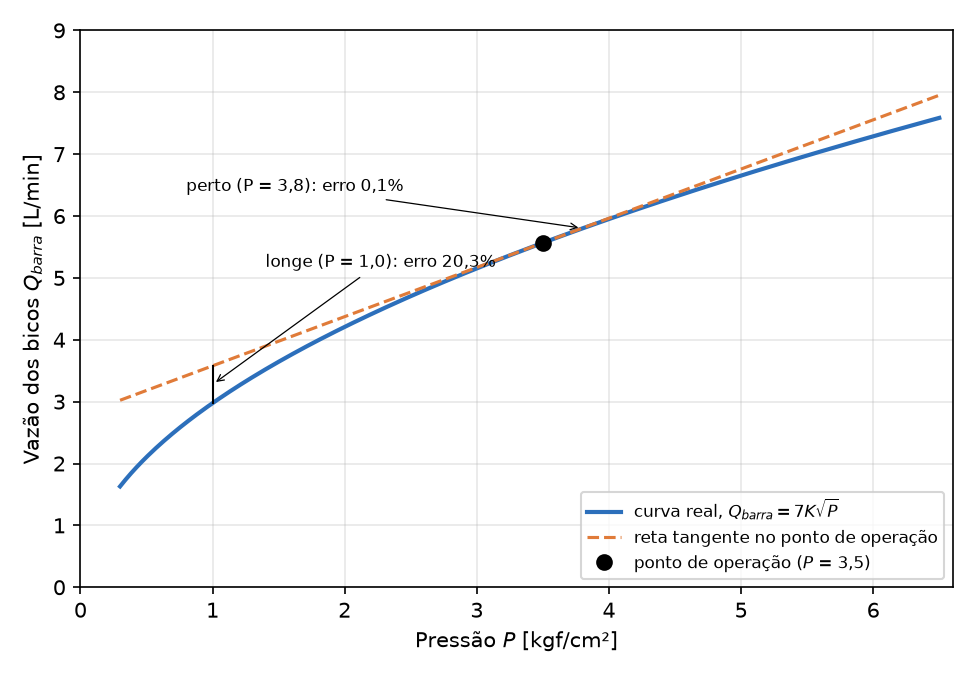 9
8
7
6
5
4
3
2
1
0
Vazão dos bicos Q_barra [L/min]
perto (P = 3,8): erro 0,1%
longe (P = 1,0): erro 20,3%
curva real, Q_barra = 7K√P
reta tangente no ponto de operação
ponto de operação (P = 3,5)
0 1 2 3 4 5 6
Pressão P [kgf/cm²]